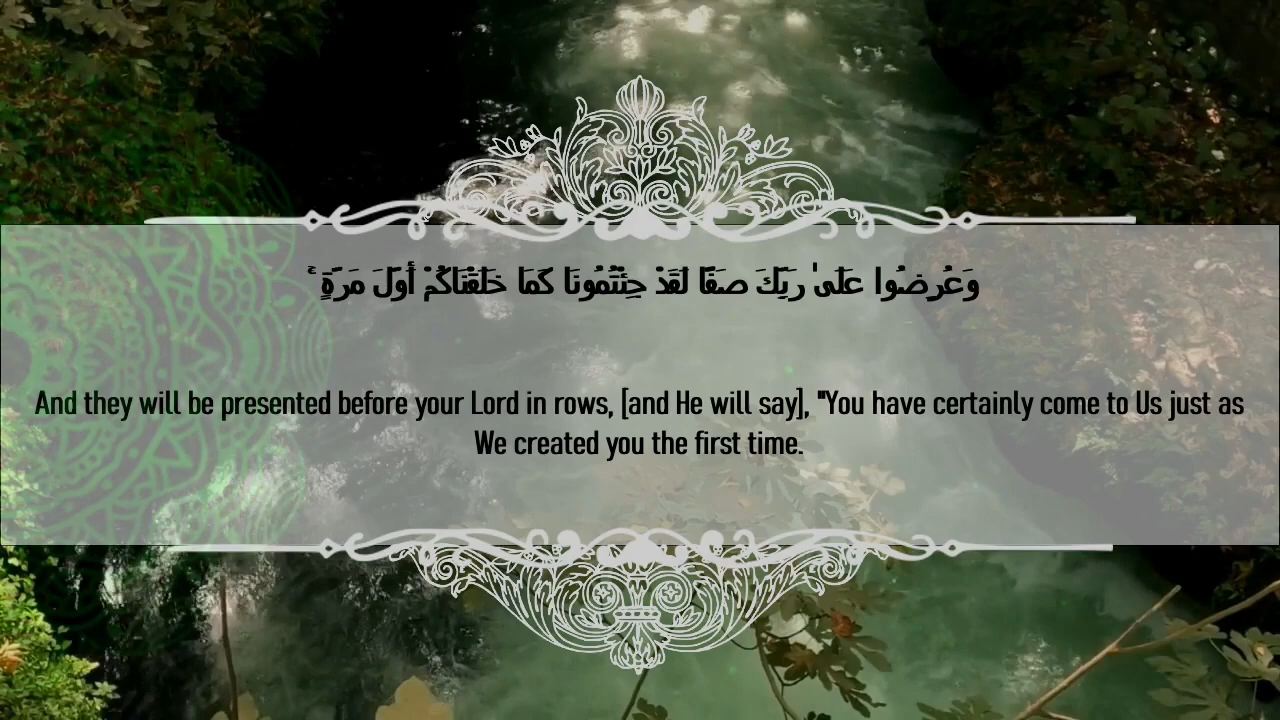 وَعُرِضُوا عَلَىٰ رَبِّكَ صَفًّا لَّقَدْ جِئْتُمُونَا كَمَا خَلَقْنَاكُمْ أَوَّلَ مَرَّةٍ ۚ
And they will be presented before your Lord in rows, [and He will say], "You have certainly come to Us just as
We created you the first time.